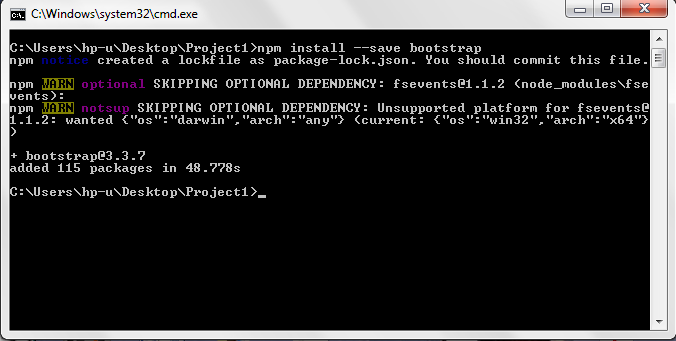 C:\Windows\system32\cmd.exe
C:\Users\hp-u\Desktop\Project1>npm install --save bootstrap
npm notice created a lockfile as package-lock.json. You should commit this file.
npm WARN optional SKIPPING OPTIONAL DEPENDENCY: fsevents@1.1.2 (node_modules\fse
vents):
npm WARN notsup SKIPPING OPTIONAL DEPENDENCY: Unsupported platform for fsevents@
1.1.2: wanted {"os":"darwin","arch":"any"} (current: {"os":"win32","arch":"x64"}
)
+ bootstrap@3.3.7
added 115 packages in 48.778s
C:\Users\hp-u\Desktop\Project1>_